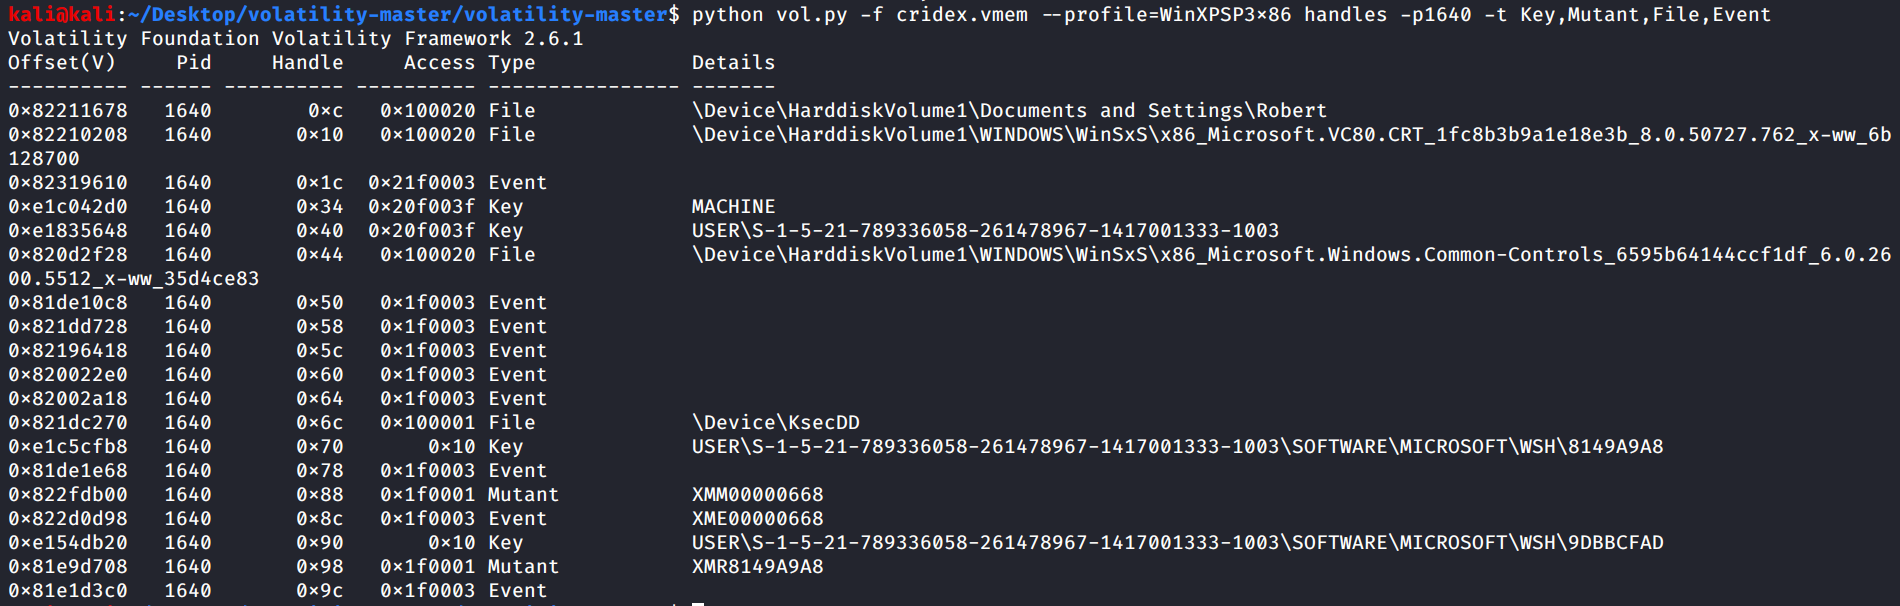 kali@kali:~/Desktop/volatility-master/volatility-master$ python vol.py -f cridex.vmem --profile=WinXPSP3x86 handles -p1640 -t Key,Mutant,File,Event
Volatility Foundation Volatility Framework 2.6.1
Offset(V)     Pid     Handle     Access Type             Details
---------- ------ ---------- ---------- ---------------- -------
0x82211678   1640        0xc   0x100020 File             \Device\HarddiskVolume1\Documents and Settings\Robert
0x82210208   1640       0x10   0x100020 File             \Device\HarddiskVolume1\WINDOWS\WinSxS\x86_Microsoft.VC80.CRT_1fc8b3b9a1e18e3b_8.0.50727.762_x-ww_6b
128700
0x82319610   1640       0x1c  0x21f0003 Event
0xe1c042d0   1640       0x34  0x20f003f Key              MACHINE
0xe1835648   1640       0x40  0x20f003f Key              USER\S-1-5-21-789336058-261478967-1417001333-1003
0x820d2f28   1640       0x44   0x100020 File             \Device\HarddiskVolume1\WINDOWS\WinSxS\x86_Microsoft.Windows.Common-Controls_6595b64144ccf1df_6.0.26
00.5512_x-ww_35d4ce83
0x81de10c8   1640       0x50   0x1f0003 Event
0x821dd728   1640       0x58   0x1f0003 Event
0x82196418   1640       0x5c   0x1f0003 Event
0x820022e0   1640       0x60   0x1f0003 Event
0x82002a18   1640       0x64   0x1f0003 Event
0x821dc270   1640       0x6c   0x100001 File             \Device\KsecDD
0xe1c5cfb8   1640       0x70       0x10 Key              USER\S-1-5-21-789336058-261478967-1417001333-1003\SOFTWARE\MICROSOFT\WSH\8149A9A8
0x81de1e68   1640       0x78   0x1f0003 Event
0x822fdb00   1640       0x88   0x1f0001 Mutant           XMM00000668
0x822d0d98   1640       0x8c   0x1f0003 Event            XME00000668
0xe154db20   1640       0x90       0x10 Key              USER\S-1-5-21-789336058-261478967-1417001333-1003\SOFTWARE\MICROSOFT\WSH\9DBBCFAD
0x81e9d708   1640       0x98   0x1f0001 Mutant           XMR8149A9A8
0x81e1d3c0   1640       0x9c   0x1f0003 Event